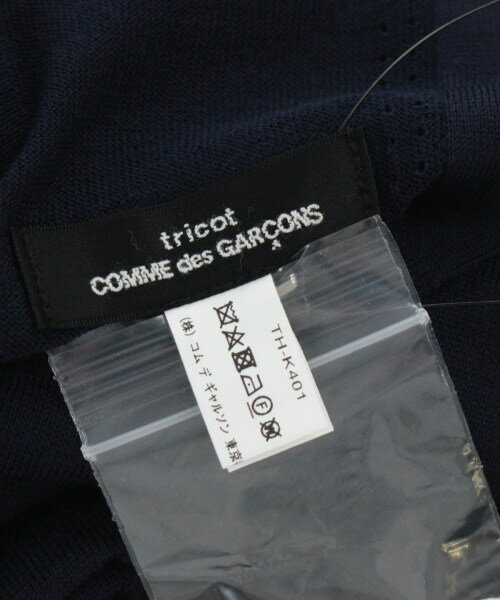 tricot
COMME des GARÇONS
TH-K401
(株) コム デ ギャルソン 東京